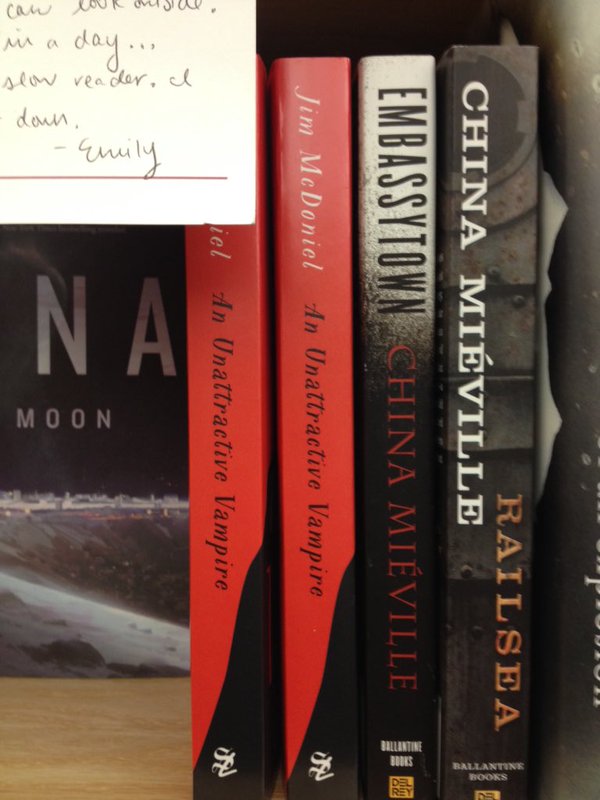 can look outside.
in a day...
slow reader. I
down.
- Emily
NA
MOON
iel An Unattractive Vampire
Jim McDoniel An Unattractive Vampire
EMBASSYTOWN CHINA MIÉVILLE
BALLANTINE
BOOKS
DEL
REY
CHINA MIÉVILLE RAILSEA
BALLANTINE
BOOKS
DEL